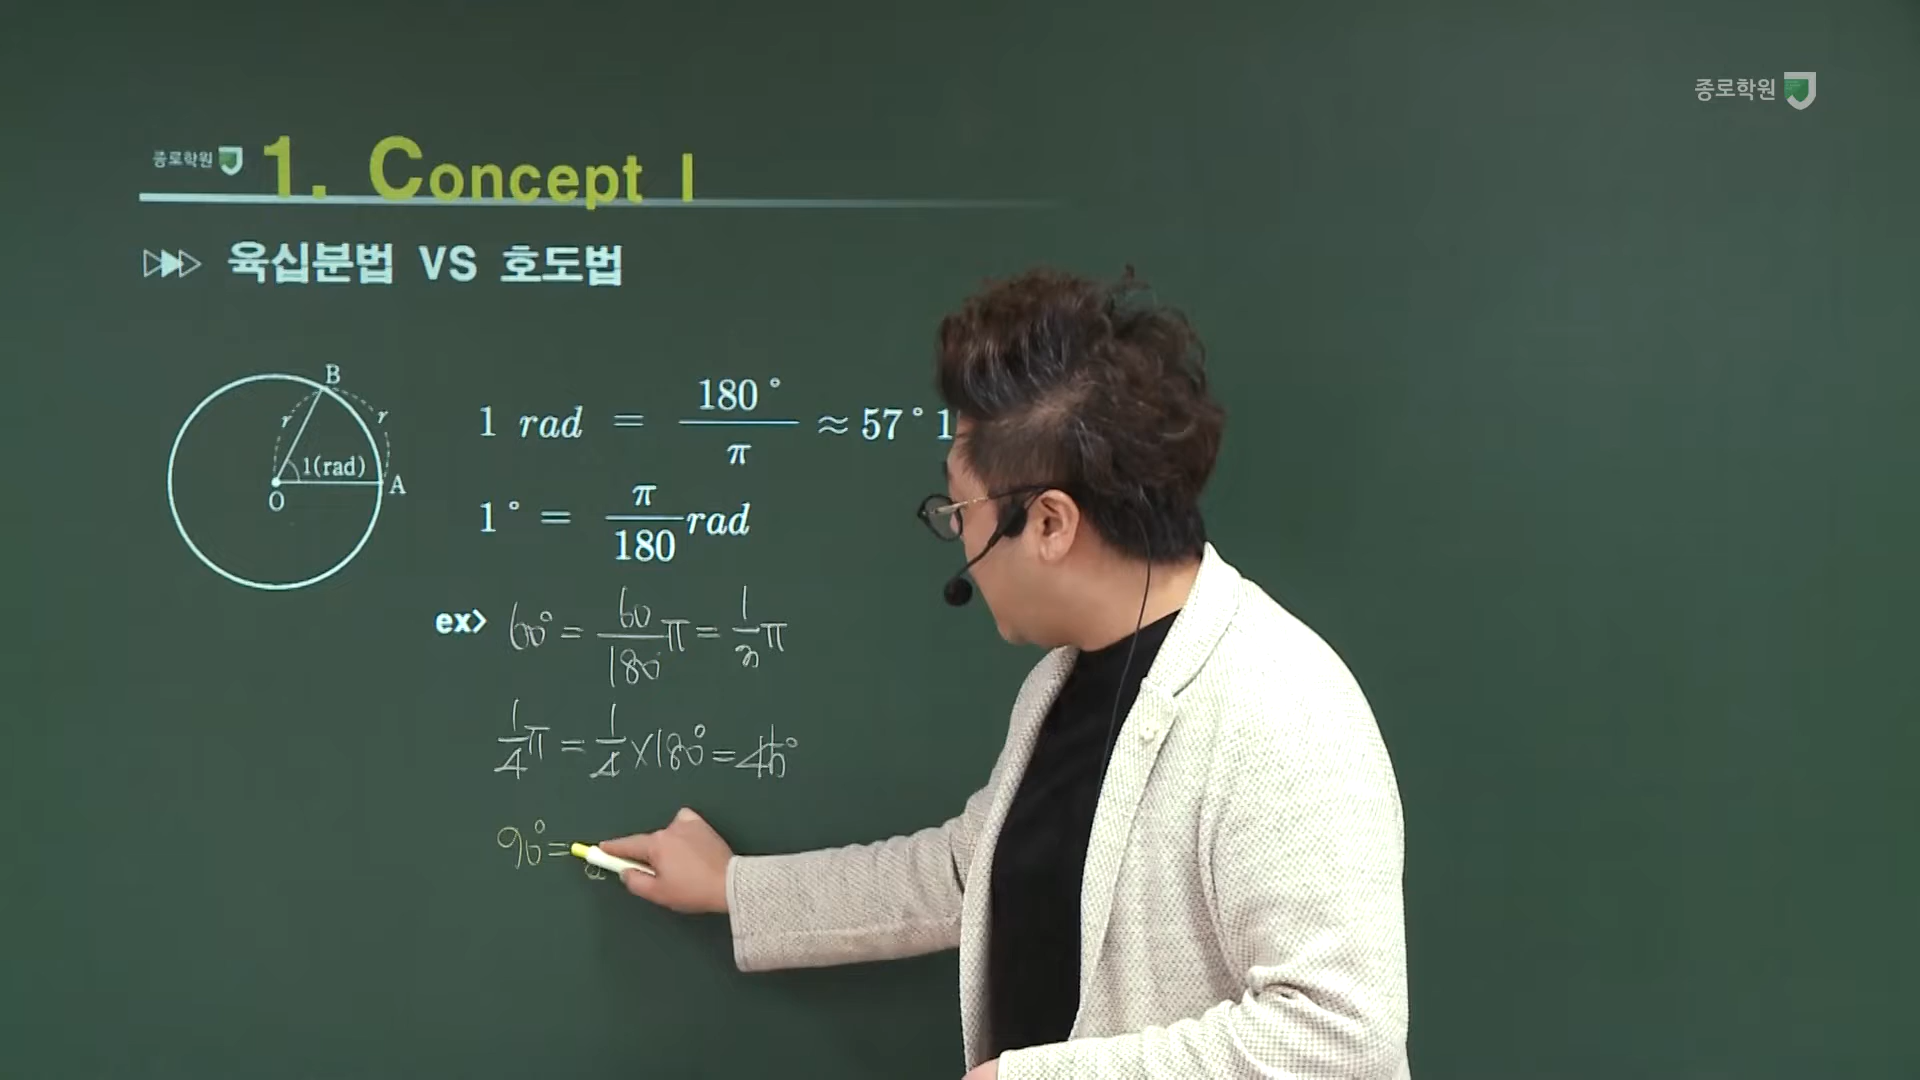 종로학원
종로학원
1. Concept I
육십분법 VS 호도법
B
r
r
1(rad)
O
A
1 rad = 180°/π ≈ 57°1
1° = π/180 rad
ex> 60° = 60/180 π = 1/3 π
1/4 π = 1/4 × 180° = 45°
90° =